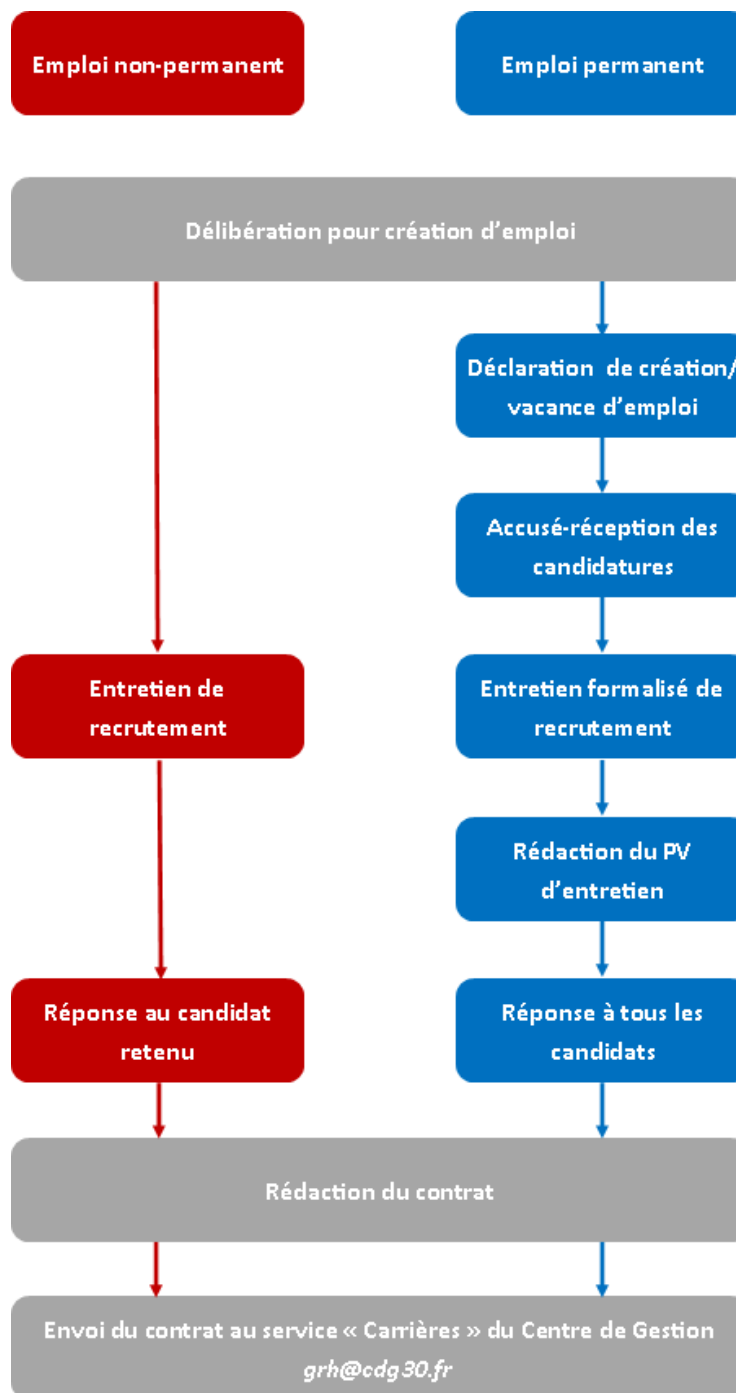 Emploi non-permanent
Emploi permanent
Délibération pour création d'emploi
Déclaration de création/
vacance d'emploi
Accusé-réception des
candidatures
Entretien de
recrutement
Entretien formalisé de
recrutement
Rédaction du PV
d'entretien
Réponse au candidat
retenu
Réponse à tous les
candidats
Rédaction du contrat
Envoi du contrat au service « Carrières » du Centre de Gestion
grh@cdg30.fr